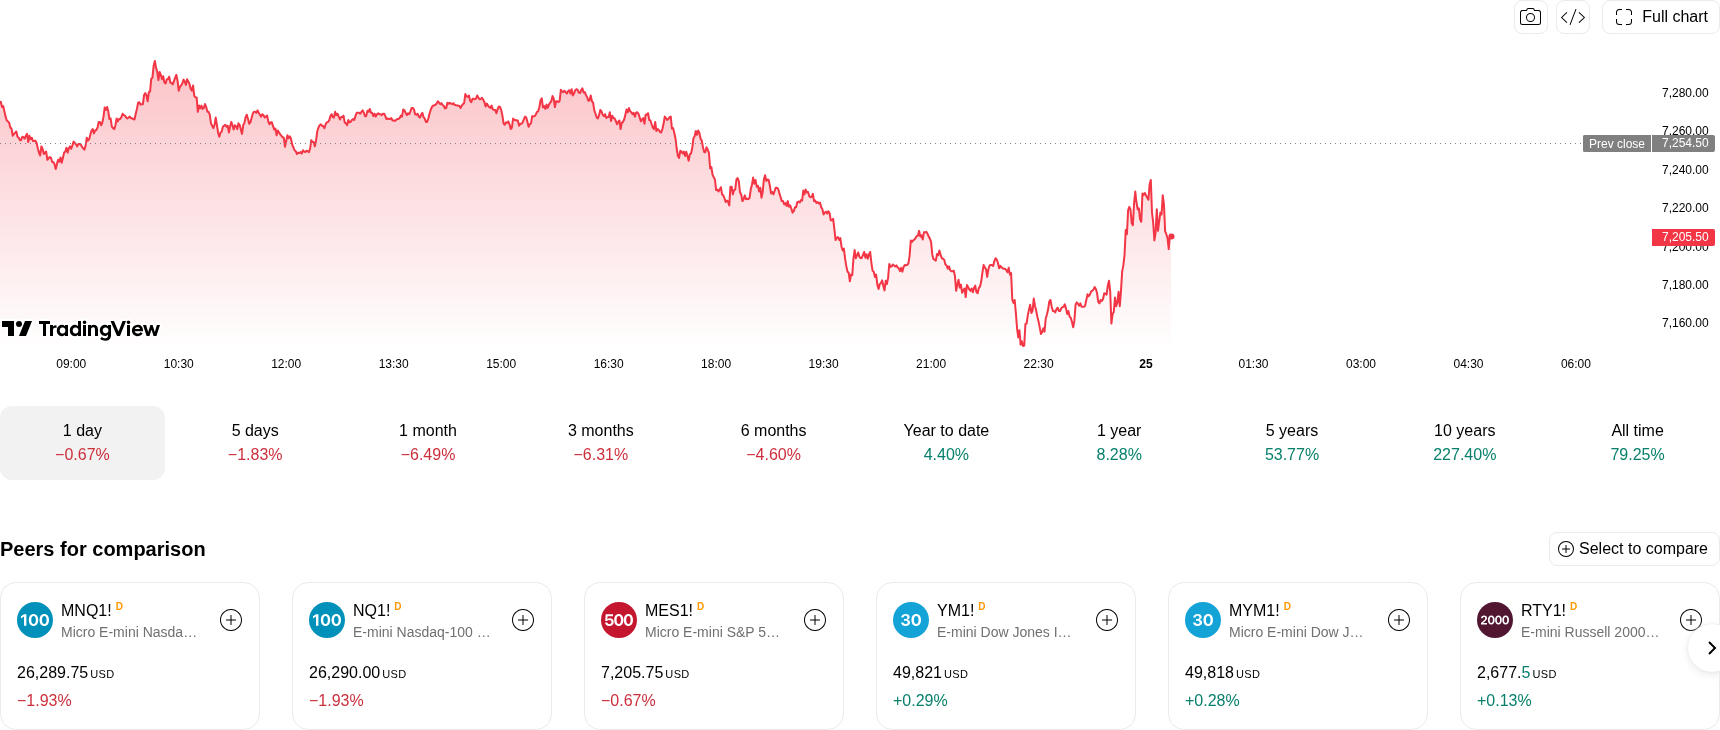 Full chart
7,280.00
7,260.00
Prev close 7,254.50
7,240.00
7,220.00
7,205.50
7,200.00
7,180.00
7,160.00
TradingView
09:00 10:30 12:00 13:30 15:00 16:30 18:00 19:30 21:00 22:30 25 01:30 03:00 04:30 06:00
1 day 5 days 1 month 3 months 6 months Year to date 1 year 5 years 10 years All time
−0.67% −1.83% −6.49% −6.31% −4.60% 4.40% 8.28% 53.77% 227.40% 79.25%
Peers for comparison
Select to compare
100 MNQ1! D
Micro E-mini Nasda…
26,289.75 USD
−1.93%
100 NQ1! D
E-mini Nasdaq-100 …
26,290.00 USD
−1.93%
500 MES1! D
Micro E-mini S&P 5…
7,205.75 USD
−0.67%
30 YM1! D
E-mini Dow Jones I…
49,821 USD
+0.29%
30 MYM1! D
Micro E-mini Dow J…
49,818 USD
+0.28%
2000 RTY1! D
E-mini Russell 2000…
2,677.5 USD
+0.13%